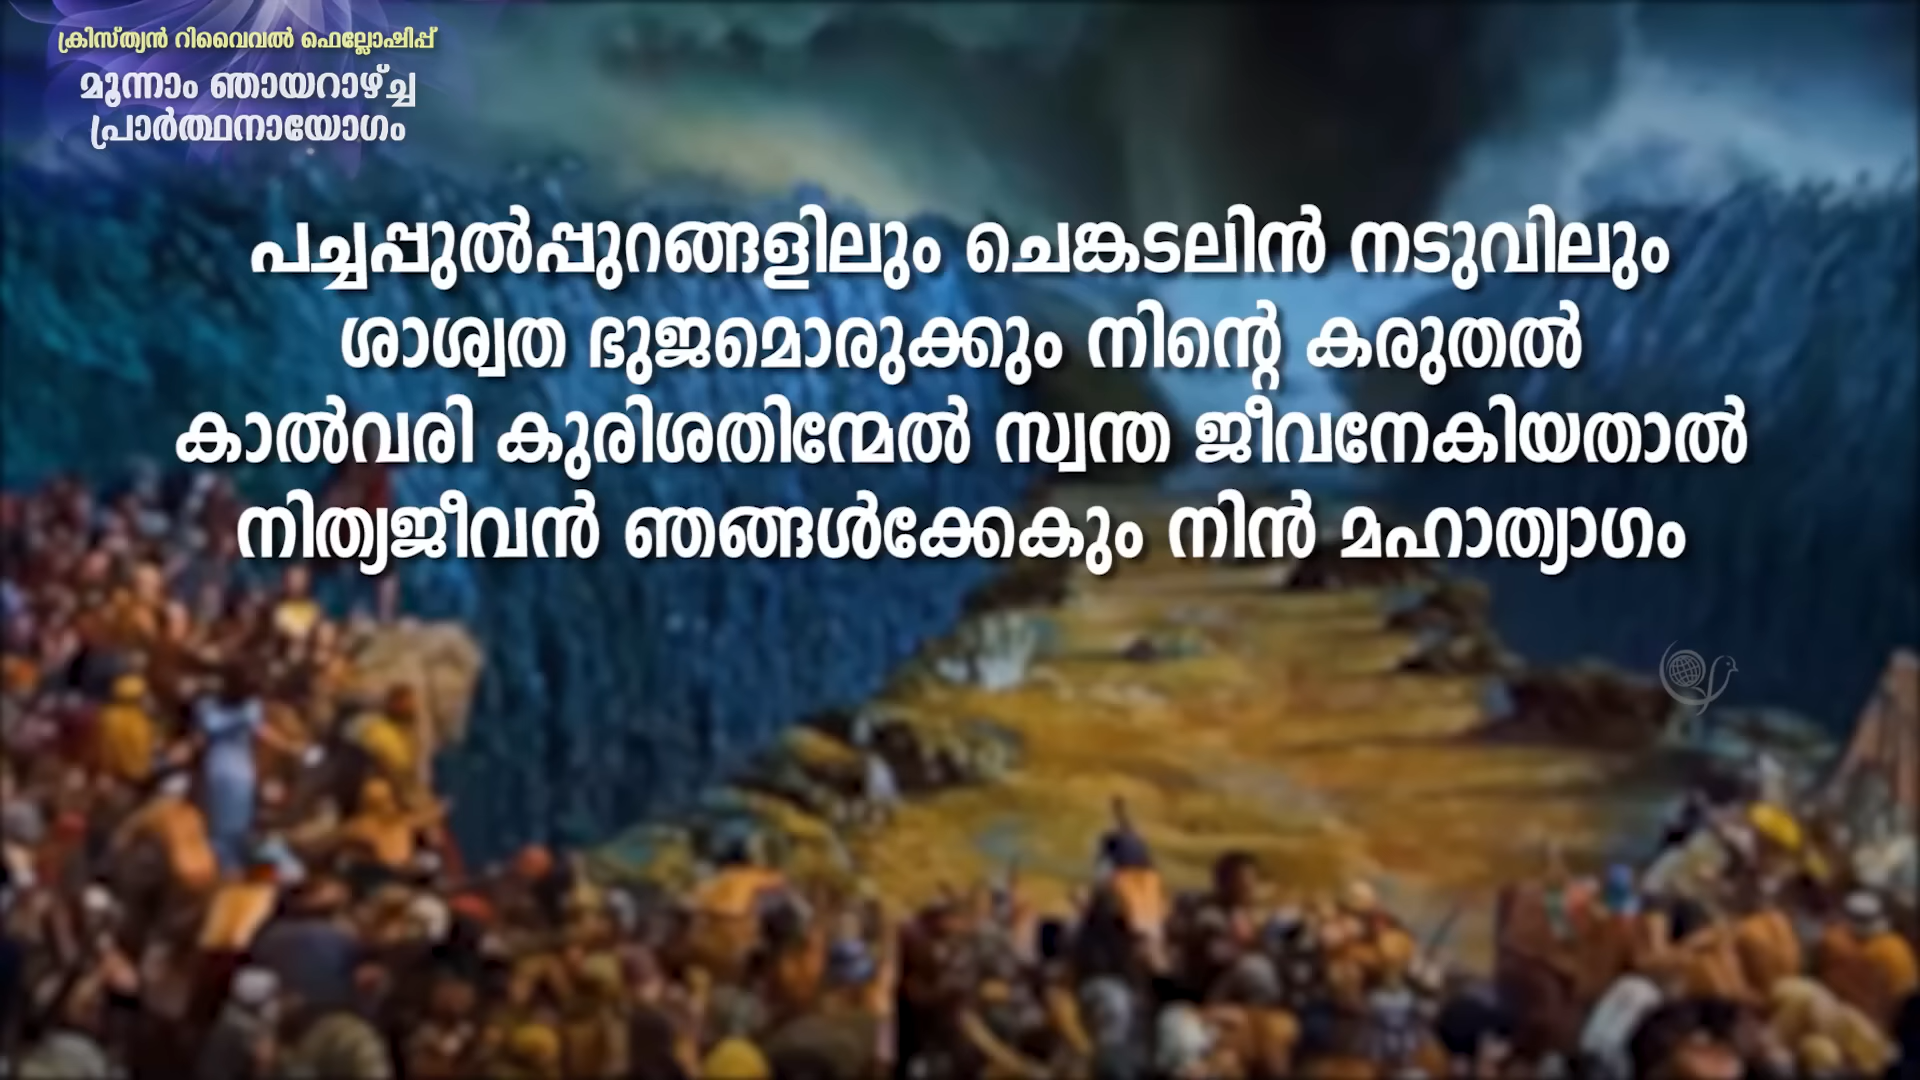 ക്രിസ്ത്യൻ റിവൈവൽ ഫെല്ലോഷിപ്പ്
മൂന്നാം ഞായറാഴ്ച്ച
പ്രാർത്ഥനായോഗം
പച്ചപ്പുൽപ്പുറങ്ങളിലും ചെങ്കടലിൻ നടുവിലും
ശാശ്വത ഭുജമൊരുക്കും നിന്റെ കരുതൽ
കാൽവരി കുരിശതിന്മേൽ സ്വന്ത ജീവനേകിയതാൽ
നിത്യജീവൻ ഞങ്ങൾക്കേകും നിൻ മഹാത്യാഗം